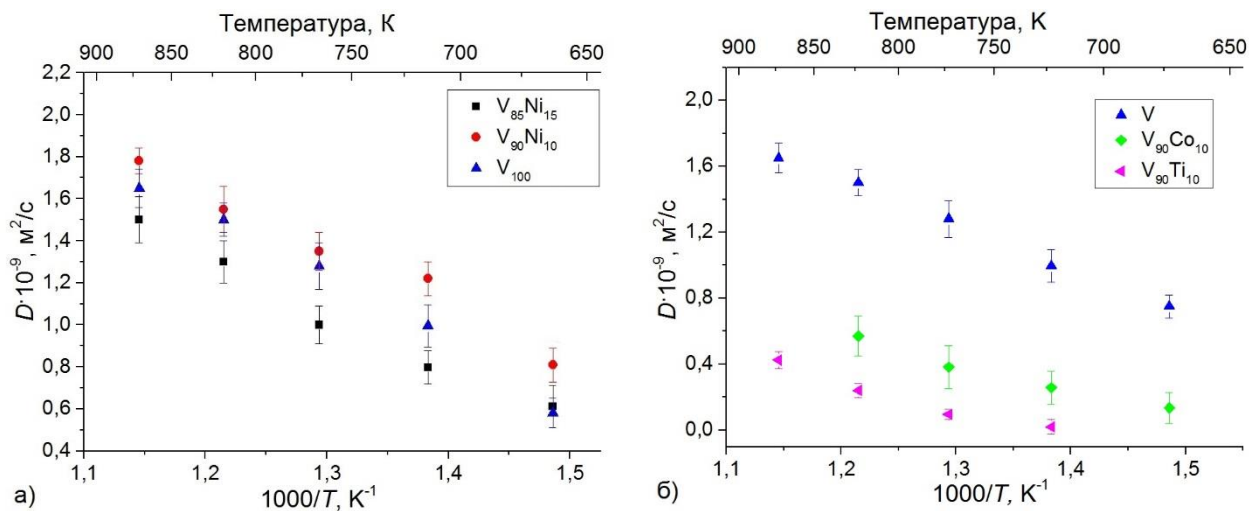 Температура, К
900 850 800 750 700 650
2,2
2,0
1,8
1,6
1,4
1,2
1,0
0,8
0,6
0,4
D·10⁻⁹, м²/с
V₈₅Ni₁₅
V₉₀Ni₁₀
V₁₀₀
1,1 1,2 1,3 1,4 1,5
1000/T, K⁻¹
а)
Температура, K
900 850 800 750 700 650
2,0
1,6
1,2
0,8
0,4
0,0
D·10⁻⁹, м²/с
V
V₉₀Co₁₀
V₉₀Ti₁₀
1,1 1,2 1,3 1,4 1,5
1000/T, K⁻¹
б)